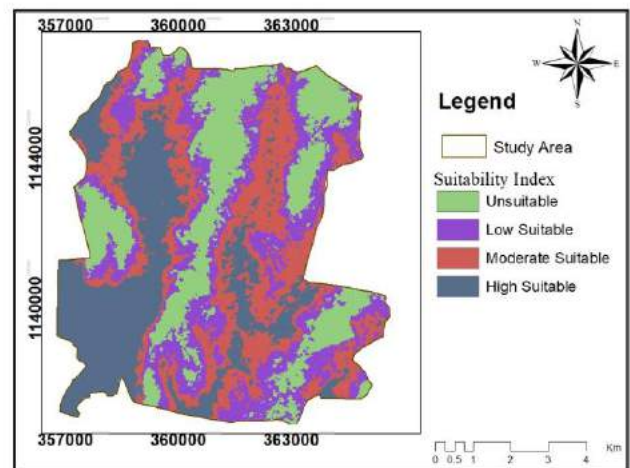 357000 360000 363000
N
W E
S
Legend
Study Area
Suitability Index
Unsuitable
Low Suitable
Moderate Suitable
High Suitable
1144000
1140000
357000 360000 363000
Km
0 0.5 1 2 3 4